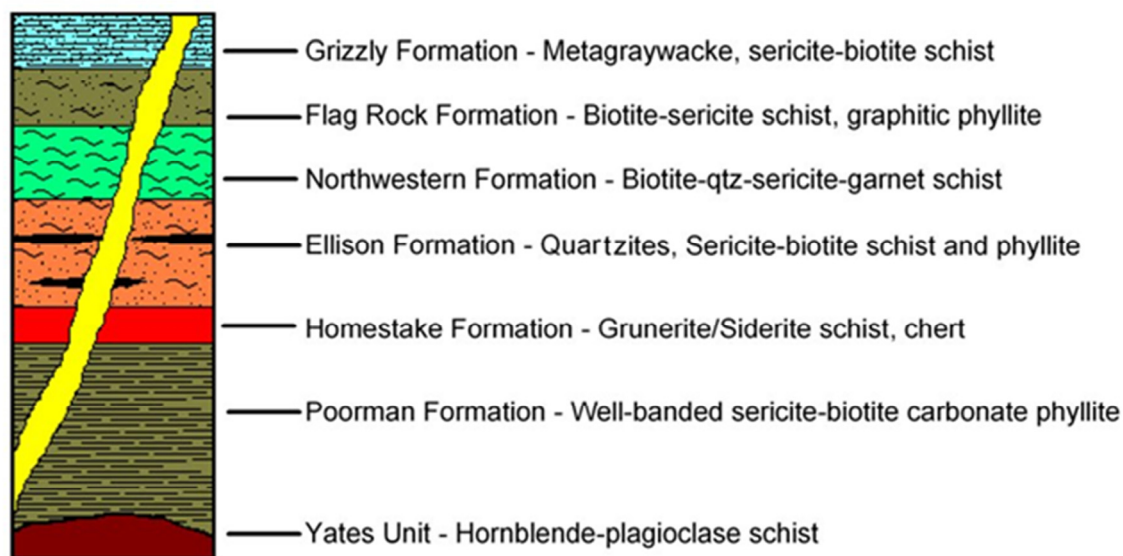 Grizzly Formation - Metagraywacke, sericite-biotite schist
Flag Rock Formation - Biotite-sericite schist, graphitic phyllite
Northwestern Formation - Biotite-qtz-sericite-garnet schist
Ellison Formation - Quartzites, Sericite-biotite schist and phyllite
Homestake Formation - Grunerite/Siderite schist, chert
Poorman Formation - Well-banded sericite-biotite carbonate phyllite
Yates Unit - Hornblende-plagioclase schist